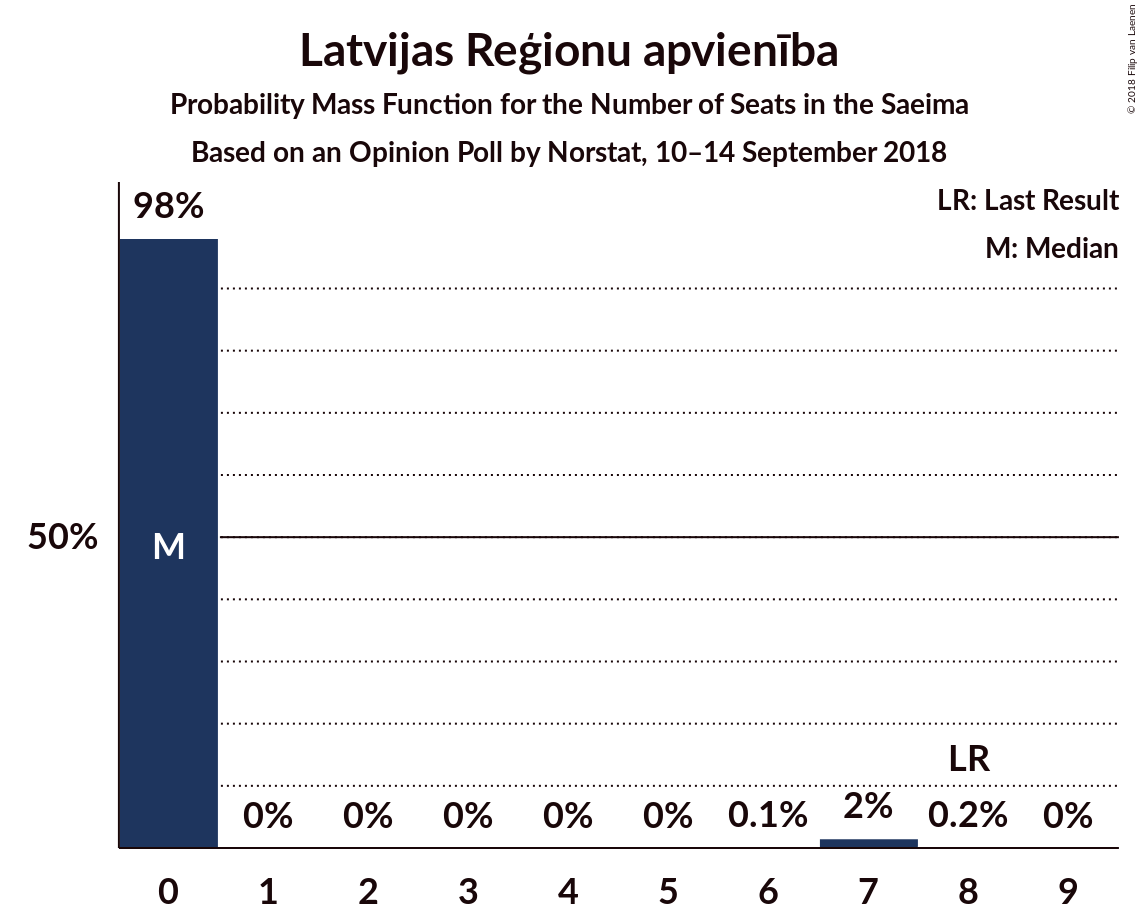 Latvijas Reģionu apvienība
Probability Mass Function for the Number of Seats in the Saeima
Based on an Opinion Poll by Norstat, 10–14 September 2018
© 2018 Filip van Laenen
LR: Last Result
M: Median
98%
50%
M
LR
0% 0% 0% 0% 0% 0.1% 2% 0.2% 0%
0 1 2 3 4 5 6 7 8 9